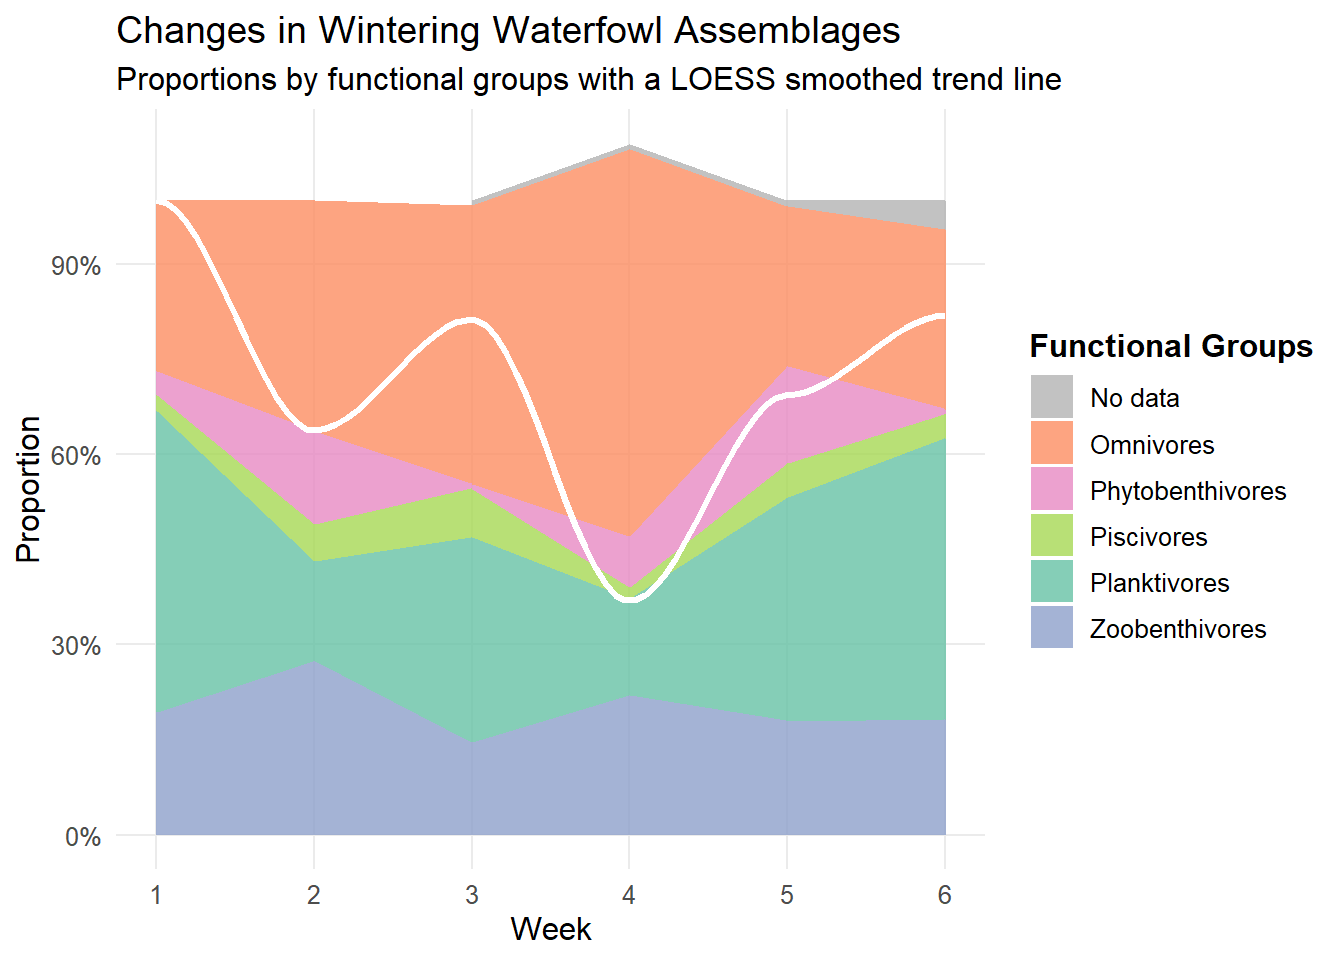 Changes in Wintering Waterfowl Assemblages
Proportions by functional groups with a LOESS smoothed trend line
Proportion
90%
60%
30%
0%
1 2 3 4 5 6
Week
Functional Groups
No data
Omnivores
Phytobenthivores
Piscivores
Planktivores
Zoobenthivores